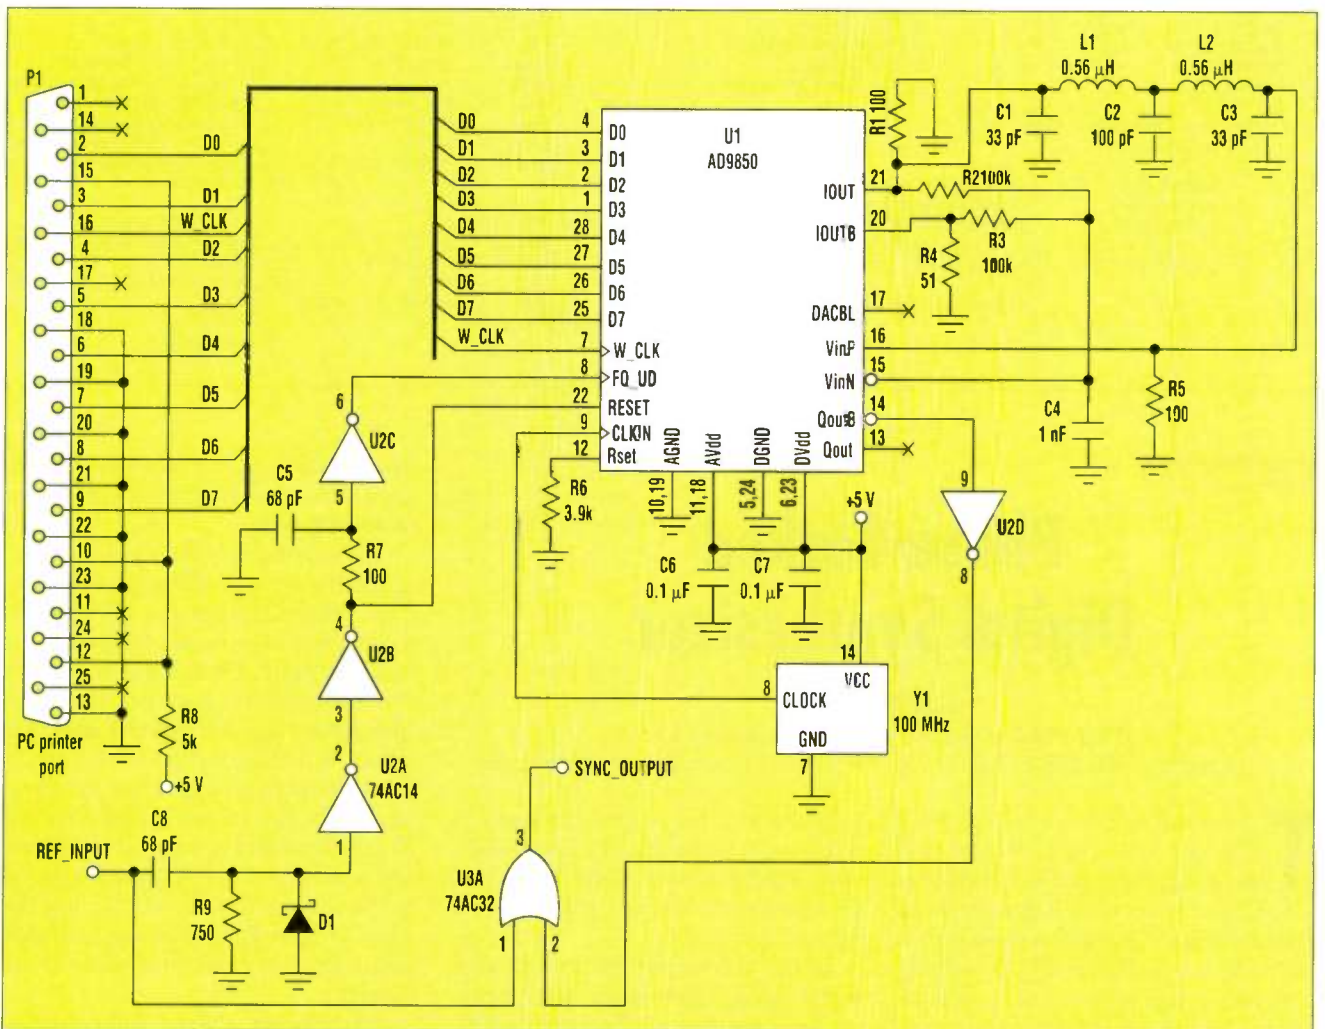 P1
1
14
2
15
3
16
4
17
5
18
6
19
7
20
8
21
9
22
10
23
11
24
12
25
13
PC printer
port
D0
D1
W_CLK
D2
D3
D4
D5
D6
D7
D0
D1
D2
D3
D4
D5
D6
D7
W_CLK
4
3
2
1
28
27
26
25
7
8
22
9
12
U1
AD9850
D0
D1
D2
D3
D4
D5
D6
D7
W_CLK
FQ_UD
RESET
CLKIN
Rset
AGND
AVdd
DGND
DVdd
10,19
11,18
5,24
6,23
IOUT
IOUTB
DACBL
VinP
VinN
QoutB
Qout
21
20
17
16
15
14
13
R1 100
R2100k
R3
100k
R4
51
L1
0.56 µH
L2
0.56 µH
C1
33 pF
C2
100 pF
C3
33 pF
C4
1 nF
R5
100
9
U2D
8
+5 V
C6
0.1 µF
C7
0.1 µF
R6
3.9k
6
U2C
5
C5
68 pF
R7
100
4
U2B
3
2
U2A
74AC14
1
R8
5k
+5 V
C8
68 pF
REF_INPUT
R9
750
D1
SYNC_OUTPUT
3
U3A
74AC32
1
2
14
VCC
8
CLOCK
Y1
100 MHz
GND
7